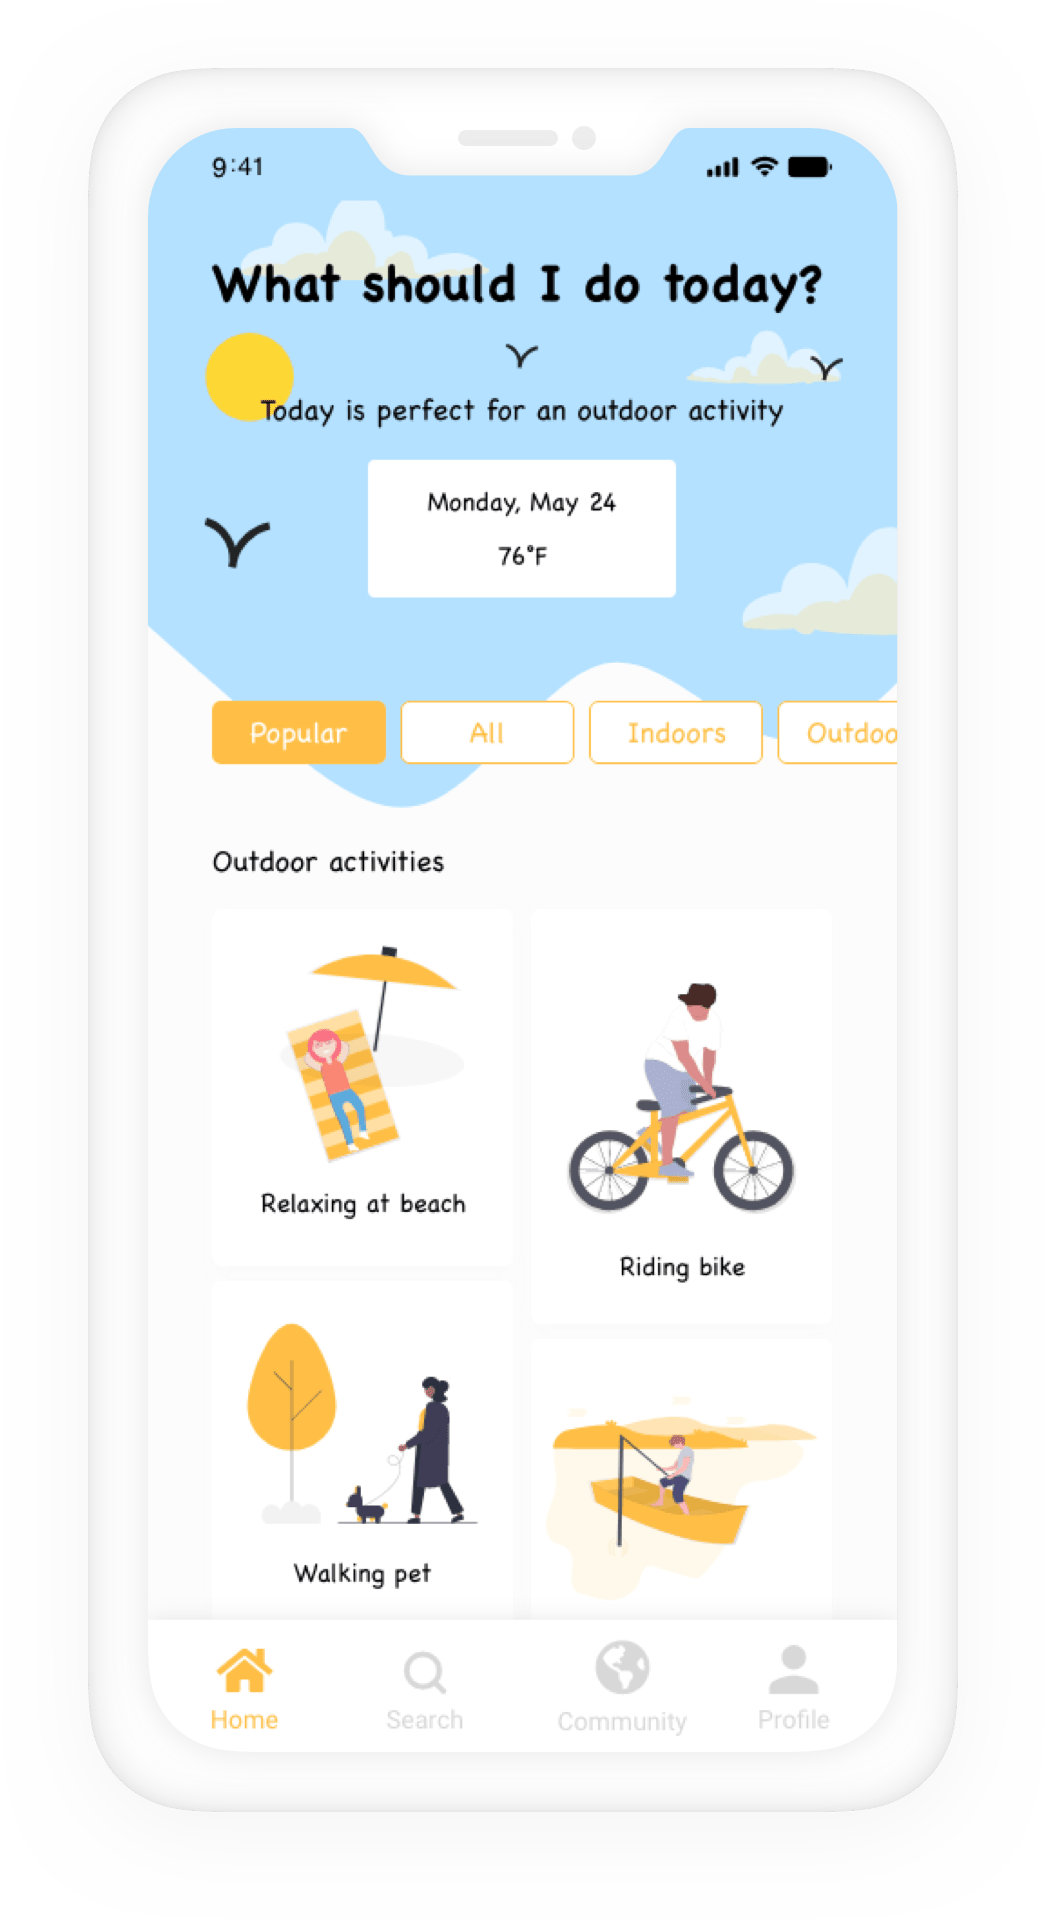 9:41
What should I do today?
Today is perfect for an outdoor activity
Monday, May 24
76°F
Popular
All
Indoors
Outdoo
Outdoor activities
Relaxing at beach
Riding bike
Walking pet
Home
Search
Community
Profile